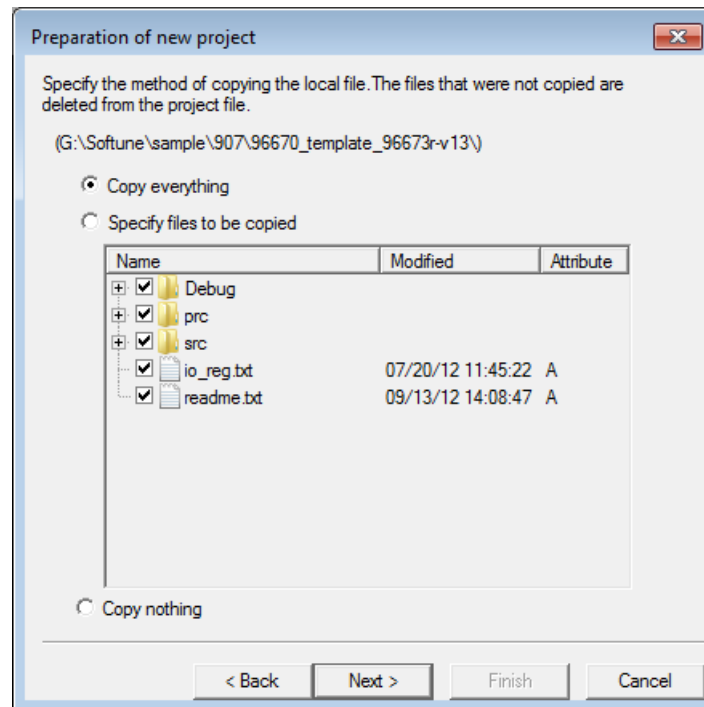 Preparation of new project
Specify the method of copying the local file.The files that were not copied are
deleted from the project file.
(G:\Softune\sample\907\96670_template_96673r-v13\)
Copy everything
Specify files to be copied
Name Modified Attribute
Debug
prc
src
io_reg.txt 07/20/12 11:45:22 A
readme.txt 09/13/12 14:08:47 A
Copy nothing
< Back Next > Finish Cancel